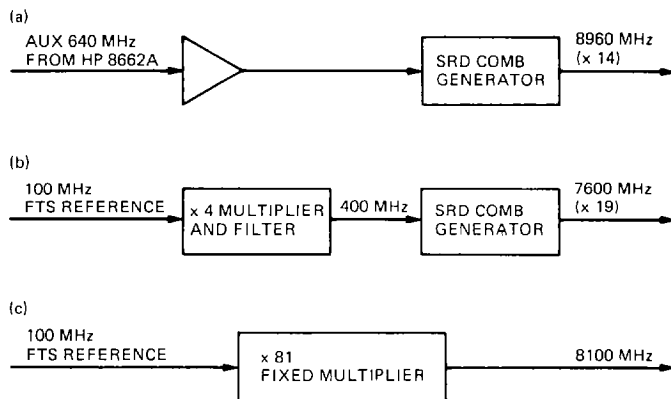 (a)
AUX 640 MHz
FROM HP 8662A
SRD COMB
GENERATOR
8960 MHz
(x 14)
(b)
100 MHz
FTS REFERENCE
x 4 MULTIPLIER
AND FILTER
400 MHz
SRD COMB
GENERATOR
7600 MHz
(x 19)
(c)
100 MHz
FTS REFERENCE
x 81
FIXED MULTIPLIER
8100 MHz